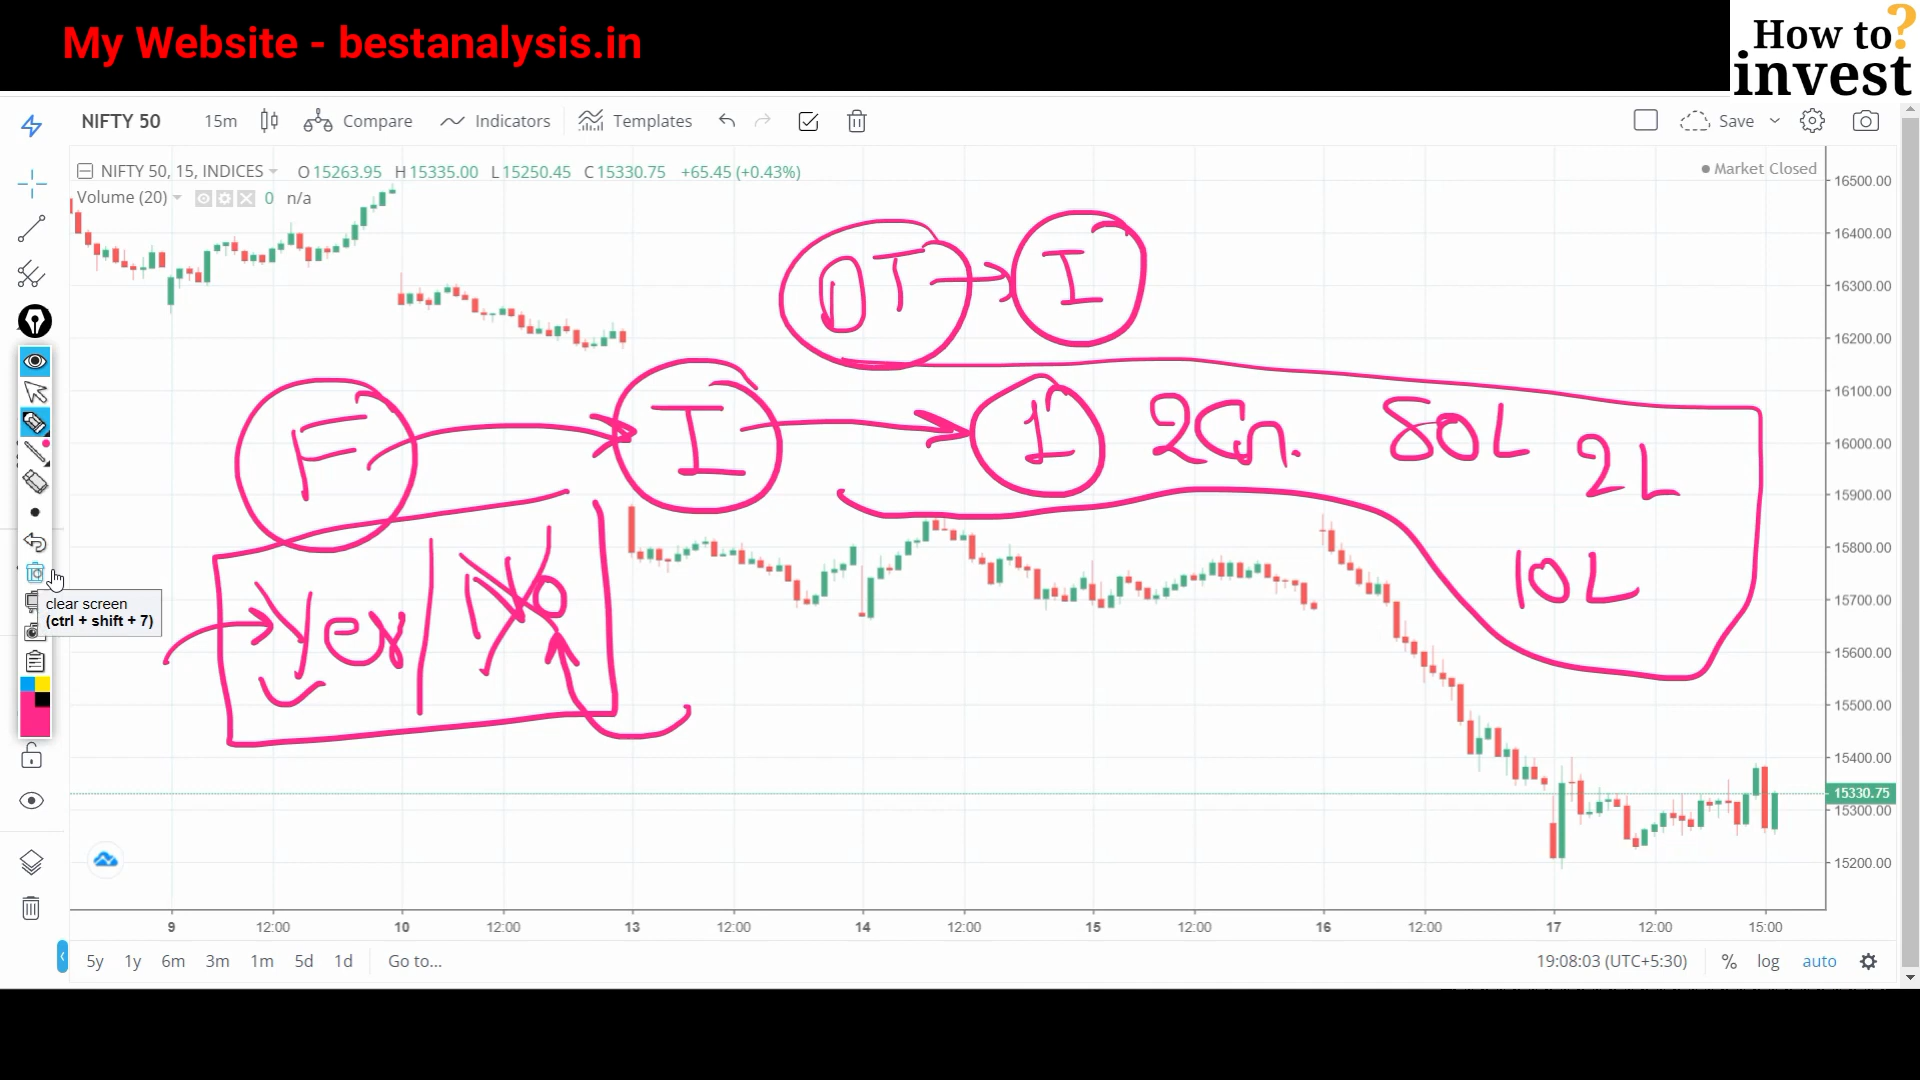 My Website - bestanalysis.in
How to?
invest
NIFTY 50 15m Compare Indicators Templates Save
NIFTY 50, 15, INDICES O15263.95 H15335.00 L15250.45 C15330.75 +65.45 (+0.43%)
Market Closed
Volume (20) 0 n/a
16500.00
16400.00
16300.00
16200.00
16100.00
16000.00
15900.00
15800.00
15700.00
15600.00
15500.00
15400.00
15330.75
15300.00
15200.00
DT I
F I 1 2Cr. 80L 2L
10L
Yes No
clear screen
(ctrl + shift + 7)
9 12:00 10 12:00 13 12:00 14 12:00 15 12:00 16 12:00 17 12:00 15:00
5y 1y 6m 3m 1m 5d 1d Go to... 19:08:03 (UTC+5:30) % log auto